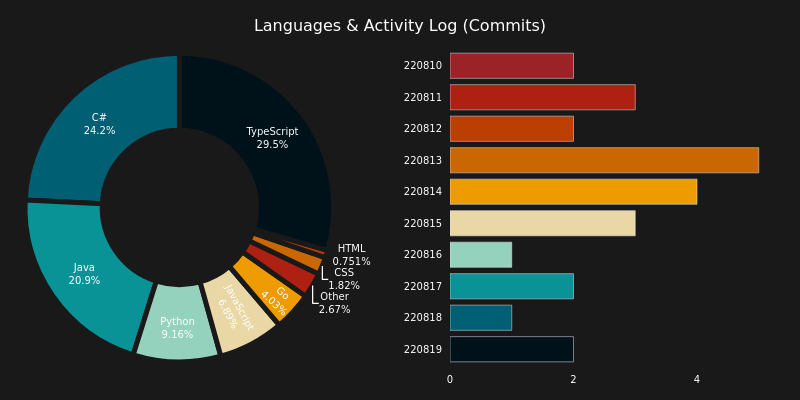 Languages & Activity Log (Commits)
C#
24.2%
TypeScript
29.5%
Java
20.9%
Python
9.16%
JavaScript
6.89%
Go
4.03%
HTML
0.751%
CSS
1.82%
Other
2.67%
220810
220811
220812
220813
220814
220815
220816
220817
220818
220819
0 2 4